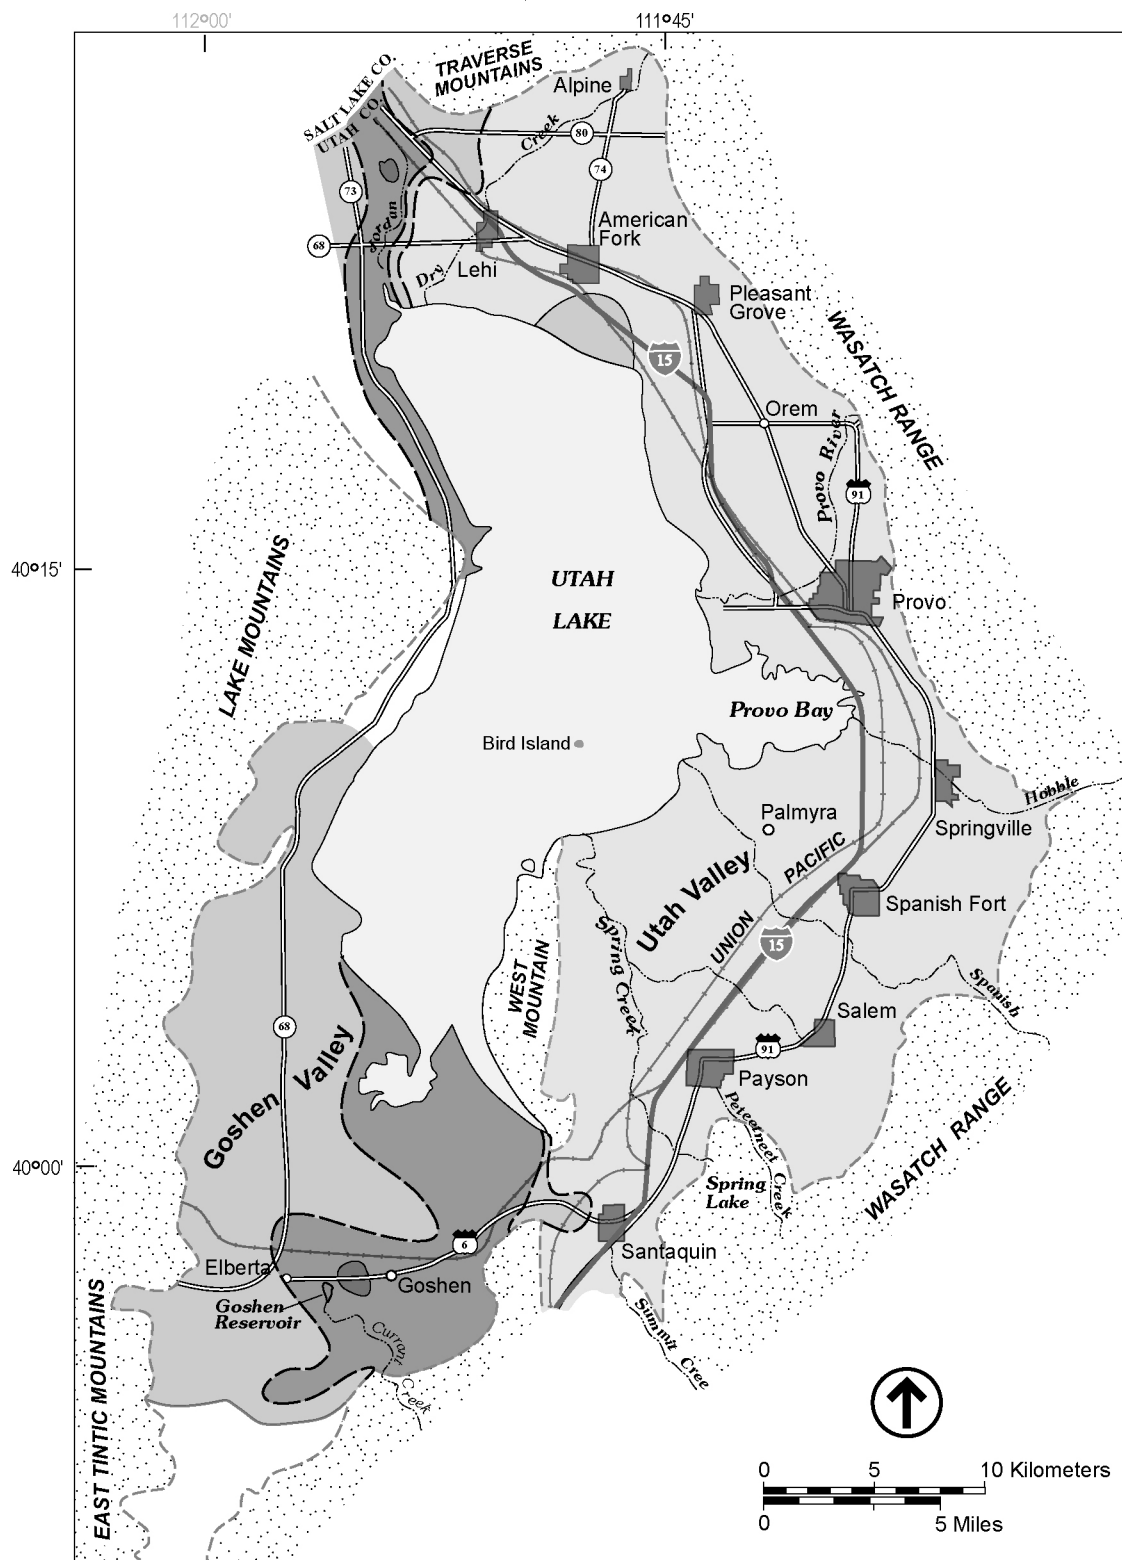 112°00'
111°45'
TRAVERSE
MOUNTAINS
SALT LAKE CO.
UTAH CO.
Alpine
Creek
80
74
73
68
Jordan
American
Fork
Dry
Lehi
Pleasant
Grove
15
WASATCH RANGE
Orem
Provo River
91
40°15'
UTAH
LAKE
LAKE MOUNTAINS
Provo
Provo Bay
Bird Island
Hobble
Palmyra
Springville
PACIFIC
Utah Valley
UNION
Spanish Fort
15
Spring Creek
WEST
MOUNTAIN
Spanish
Salem
68
91
Payson
Goshen Valley
Peteetneet Creek
WASATCH RANGE
40°00'
Spring
Lake
6
Santaquin
Elberta
Goshen
Goshen
Reservoir
Currant
Creek
Summit Cree
EAST TINTIC MOUNTAINS
0 5 10 Kilometers
0 5 Miles